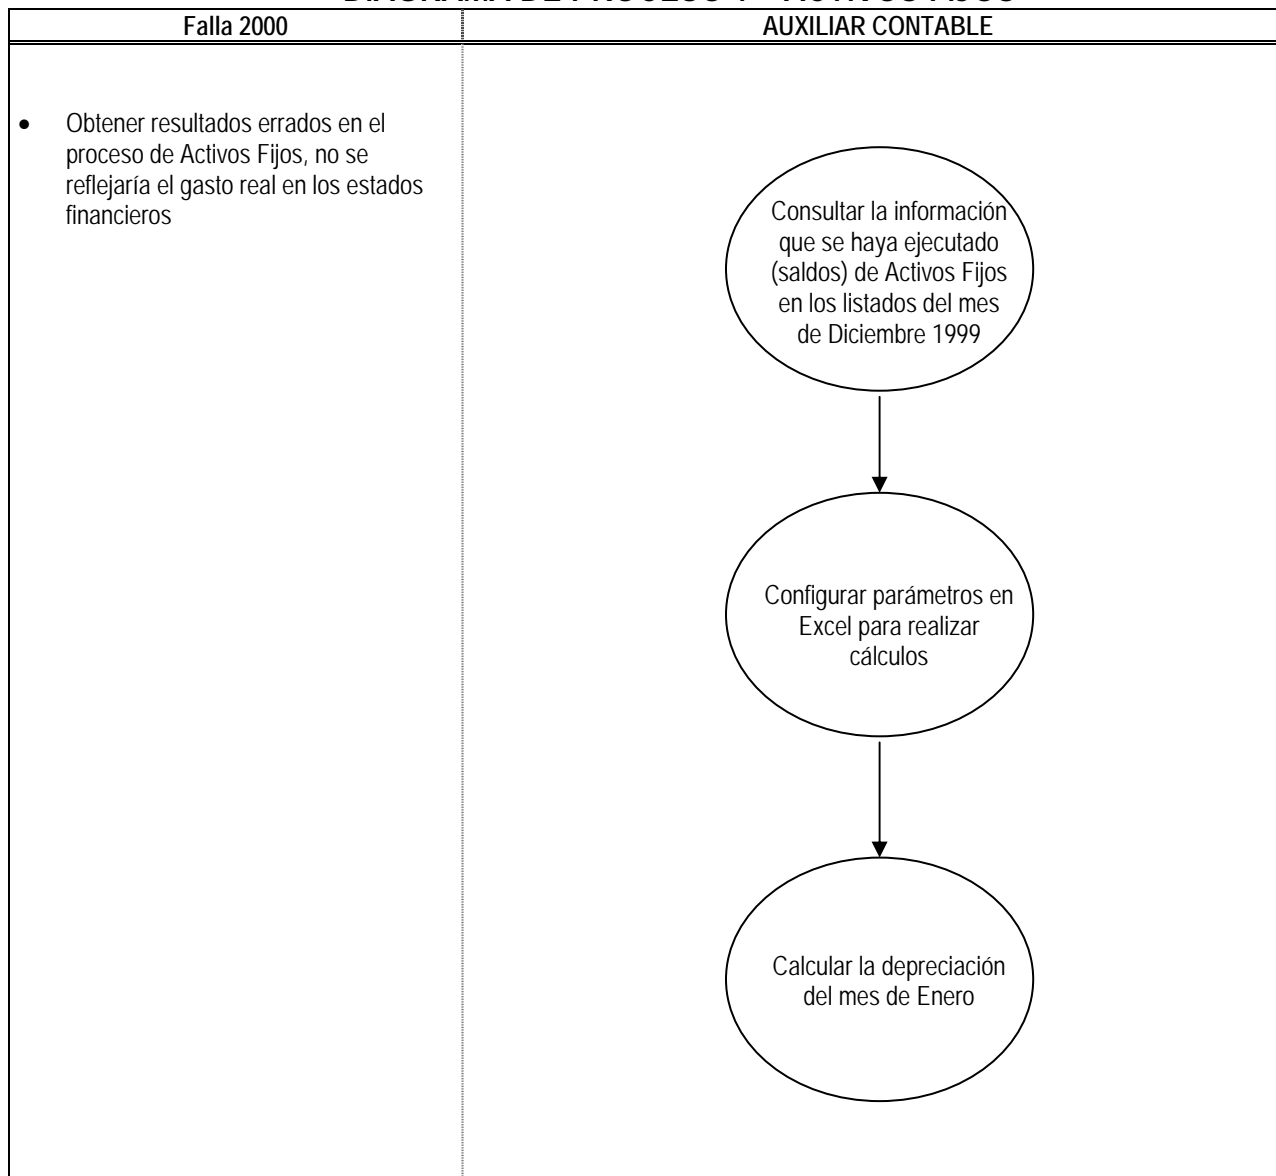 Falla 2000
AUXILIAR CONTABLE
• Obtener resultados errados en el
proceso de Activos Fijos, no se
reflejaría el gasto real en los estados
financieros
Consultar la información
que se haya ejecutado
(saldos) de Activos Fijos
en los listados del mes
de Diciembre 1999
Configurar parámetros en
Excel para realizar
cálculos
Calcular la depreciación
del mes de Enero